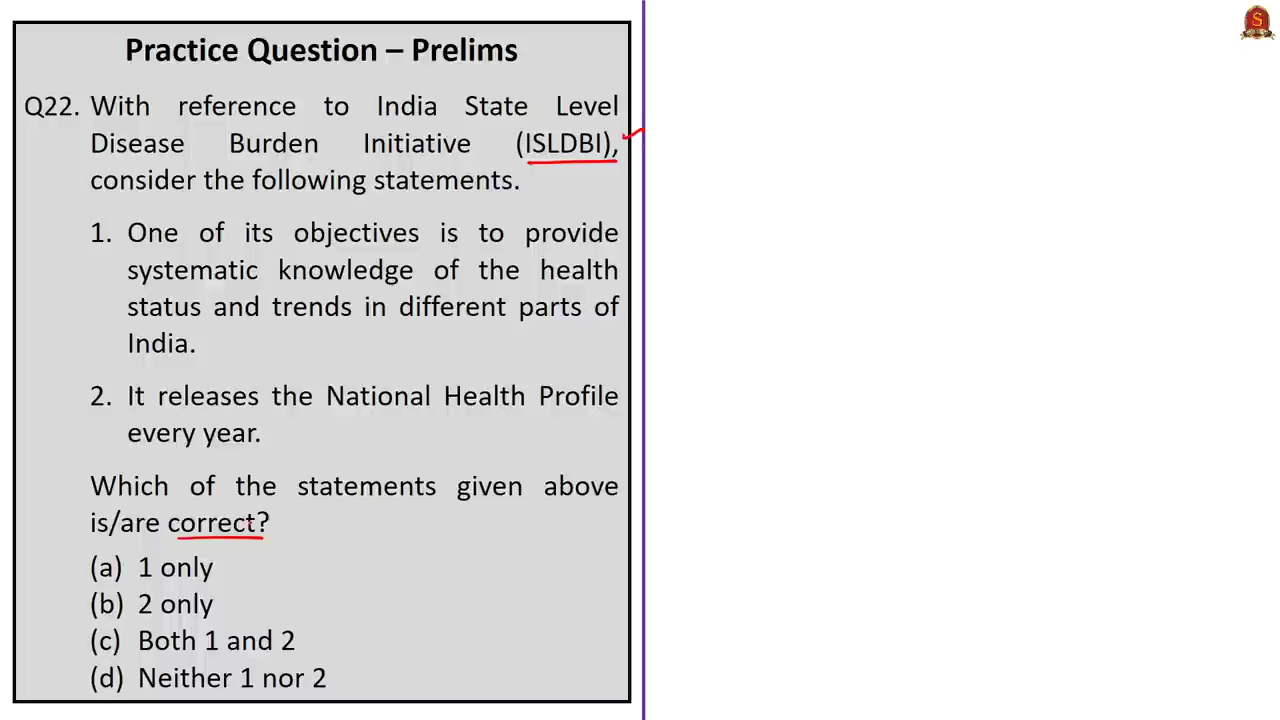 Practice Question – Prelims
Q22. With reference to India State Level
Disease Burden Initiative (ISLDBI),
consider the following statements.
1. One of its objectives is to provide
systematic knowledge of the health
status and trends in different parts of
India.
2. It releases the National Health Profile
every year.
Which of the statements given above
is/are correct?
(a) 1 only
(b) 2 only
(c) Both 1 and 2
(d) Neither 1 nor 2
S